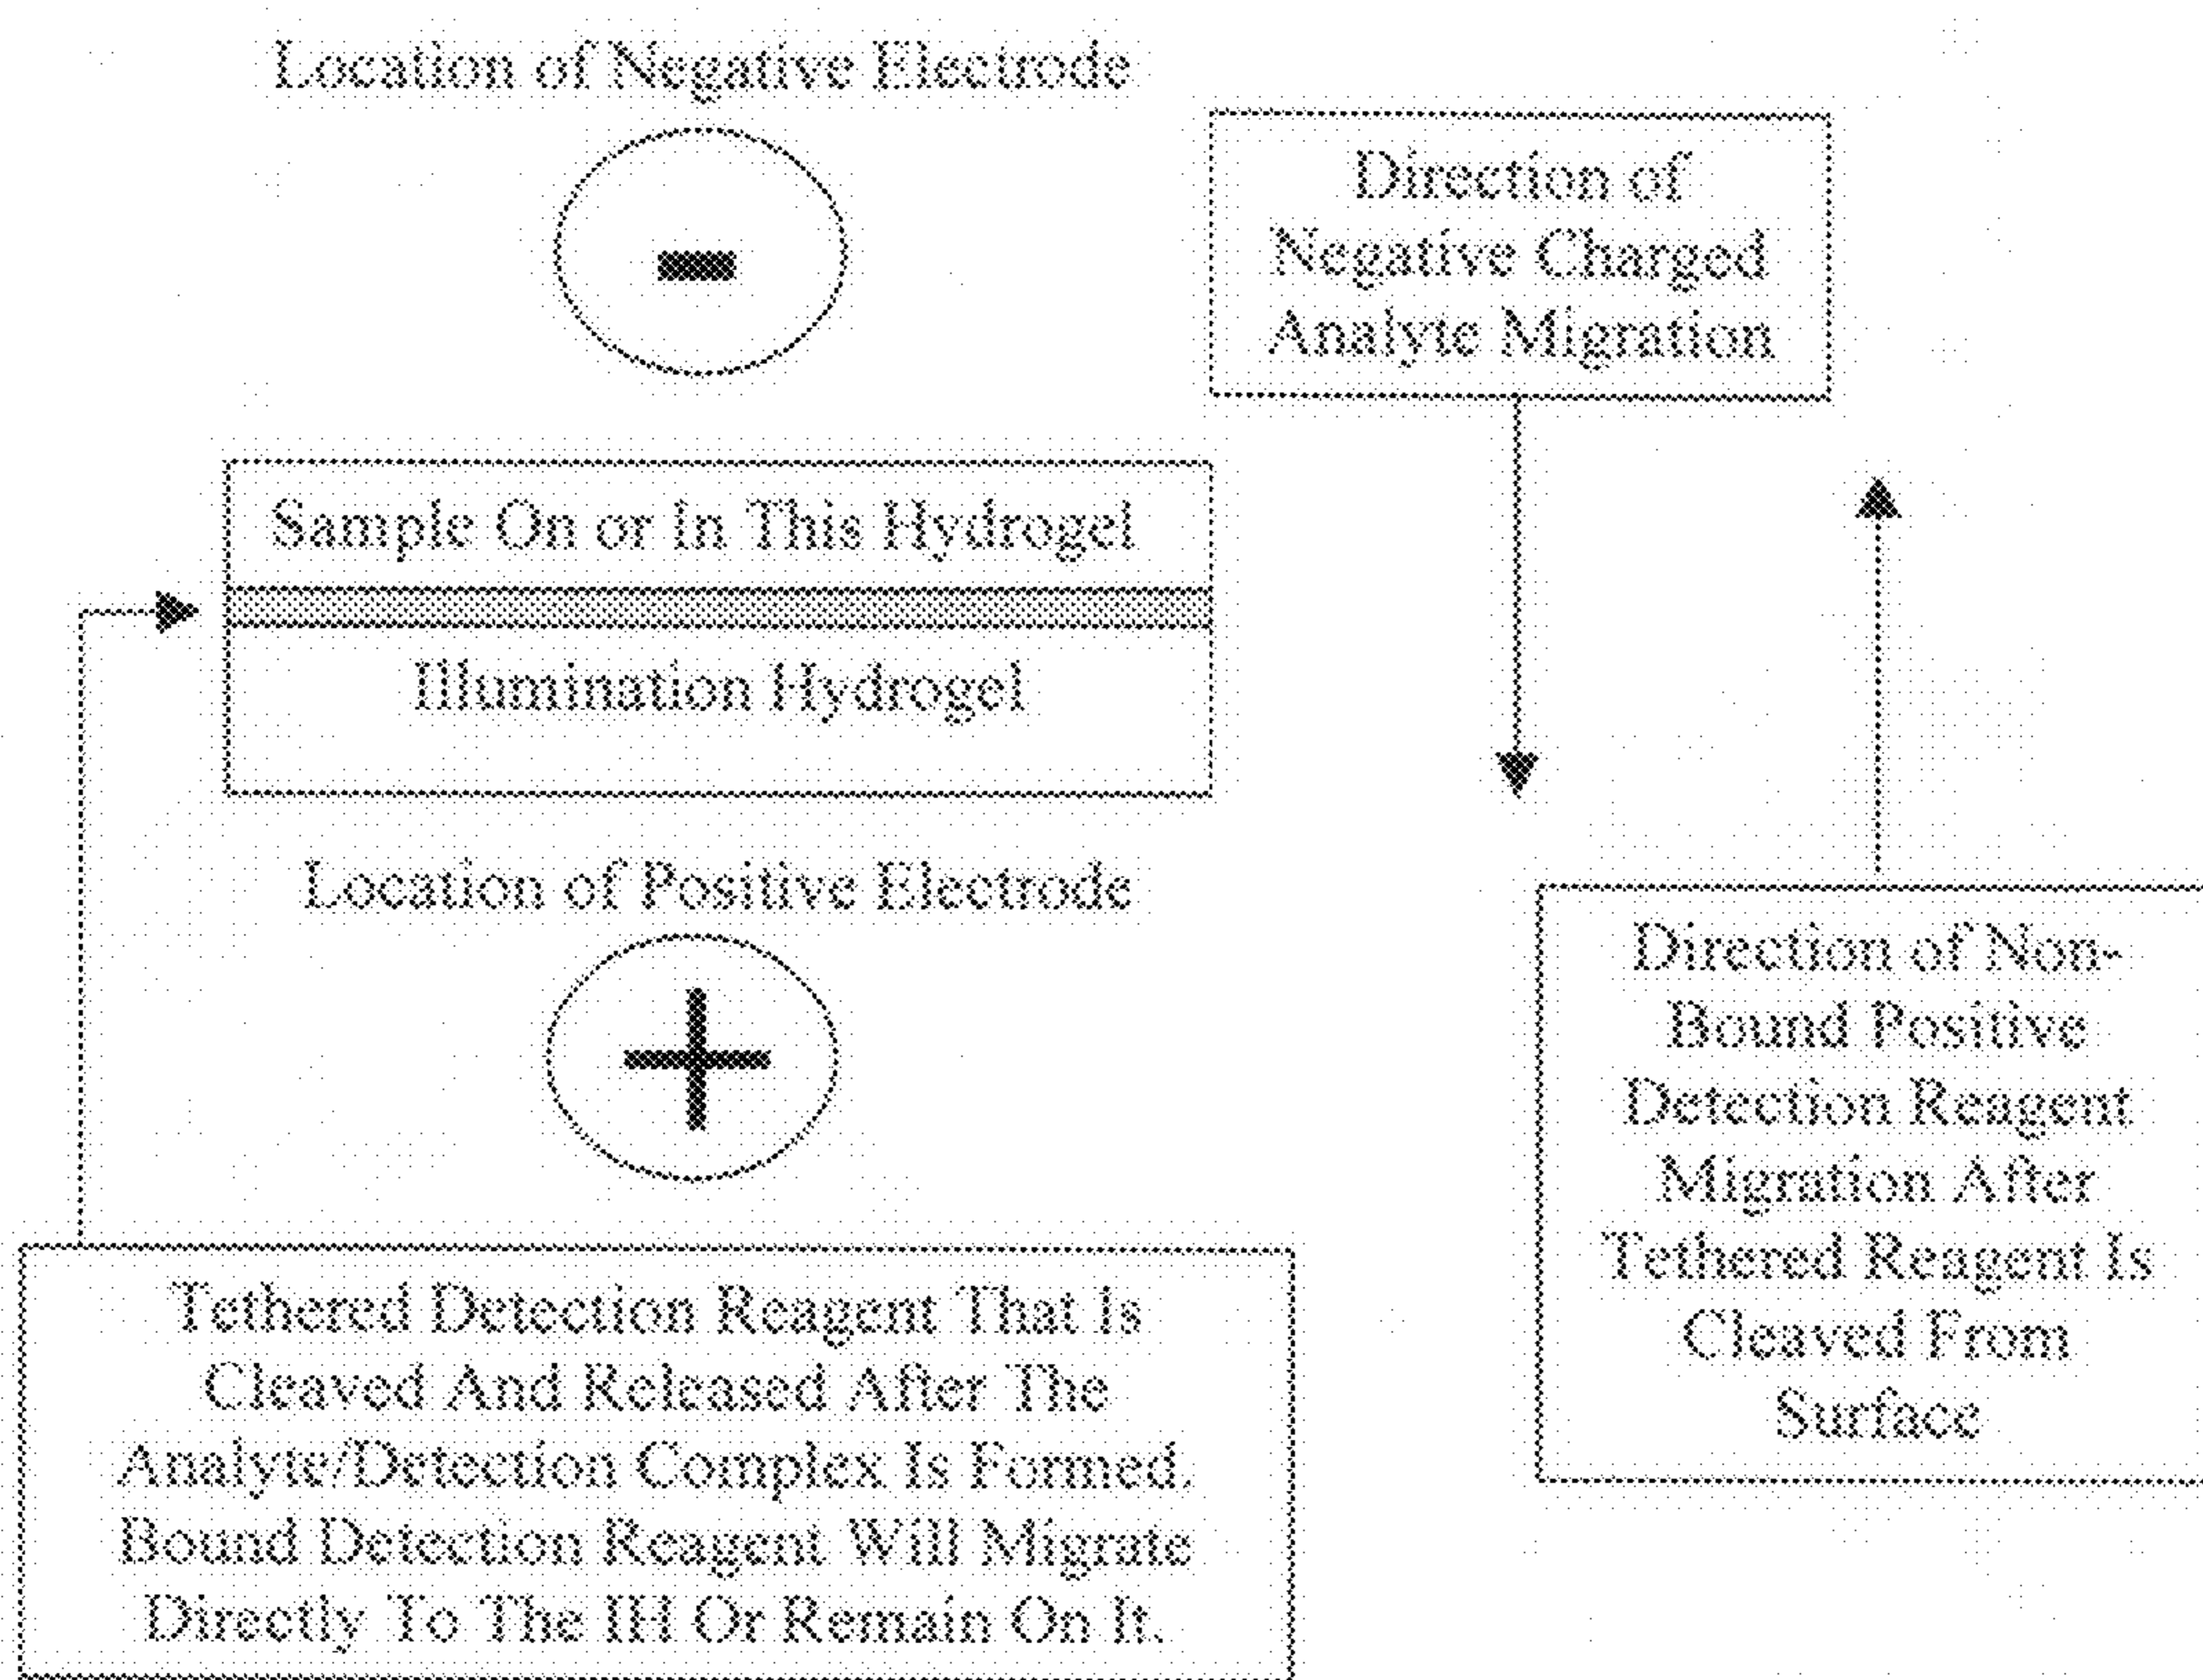 Location of Negative Electrode
-
Direction of
Negative Charged
Analyte Migration
Sample On or In This Hydrogel
Illumination Hydrogel
Location of Positive Electrode
+
Direction of Non-
Bound Positive
Detection Reagent
Migration After
Tethered Reagent Is
Cleaved From
Surface
Tethered Detection Reagent That Is
Cleaved And Released After The
Analyte/Detection Complex Is Formed.
Bound Detection Reagent Will Migrate
Directly To The IH Or Remain On It.